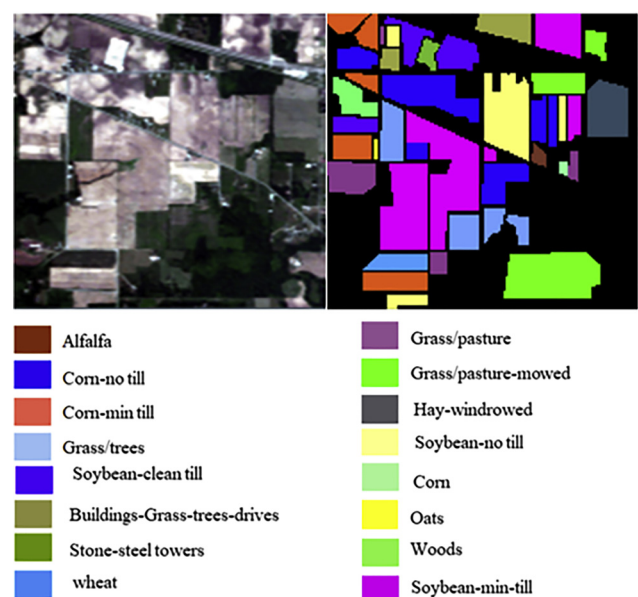 Alfalfa
Corn-no till
Corn-min till
Grass/trees
Soybean-clean till
Buildings-Grass-trees-drives
Stone-steel towers
wheat
Grass/pasture
Grass/pasture-mowed
Hay-windrowed
Soybean-no till
Corn
Oats
Woods
Soybean-min-till